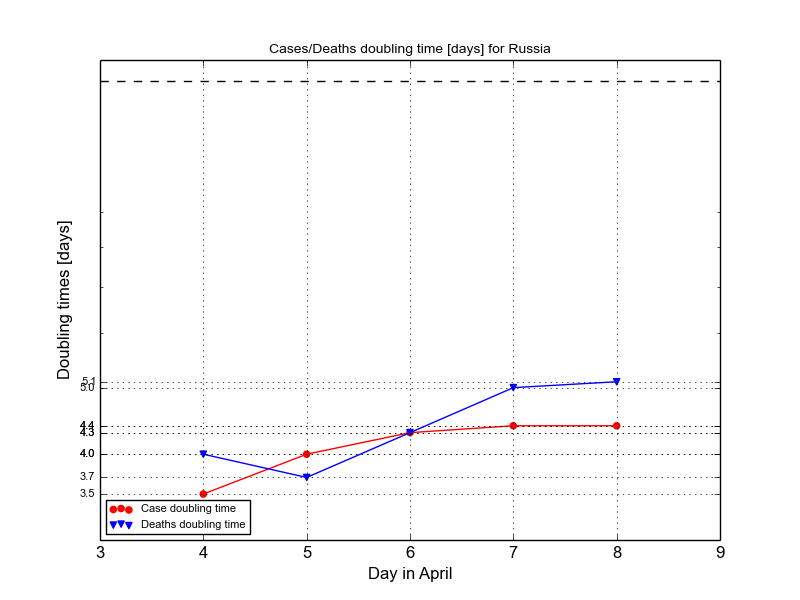 Cases/Deaths doubling time [days] for Russia
Doubling times [days]
5.1
5.0
4.4
4.3
4.0
3.7
3.5
Case doubling time
Deaths doubling time
3 4 5 6 7 8 9
Day in April